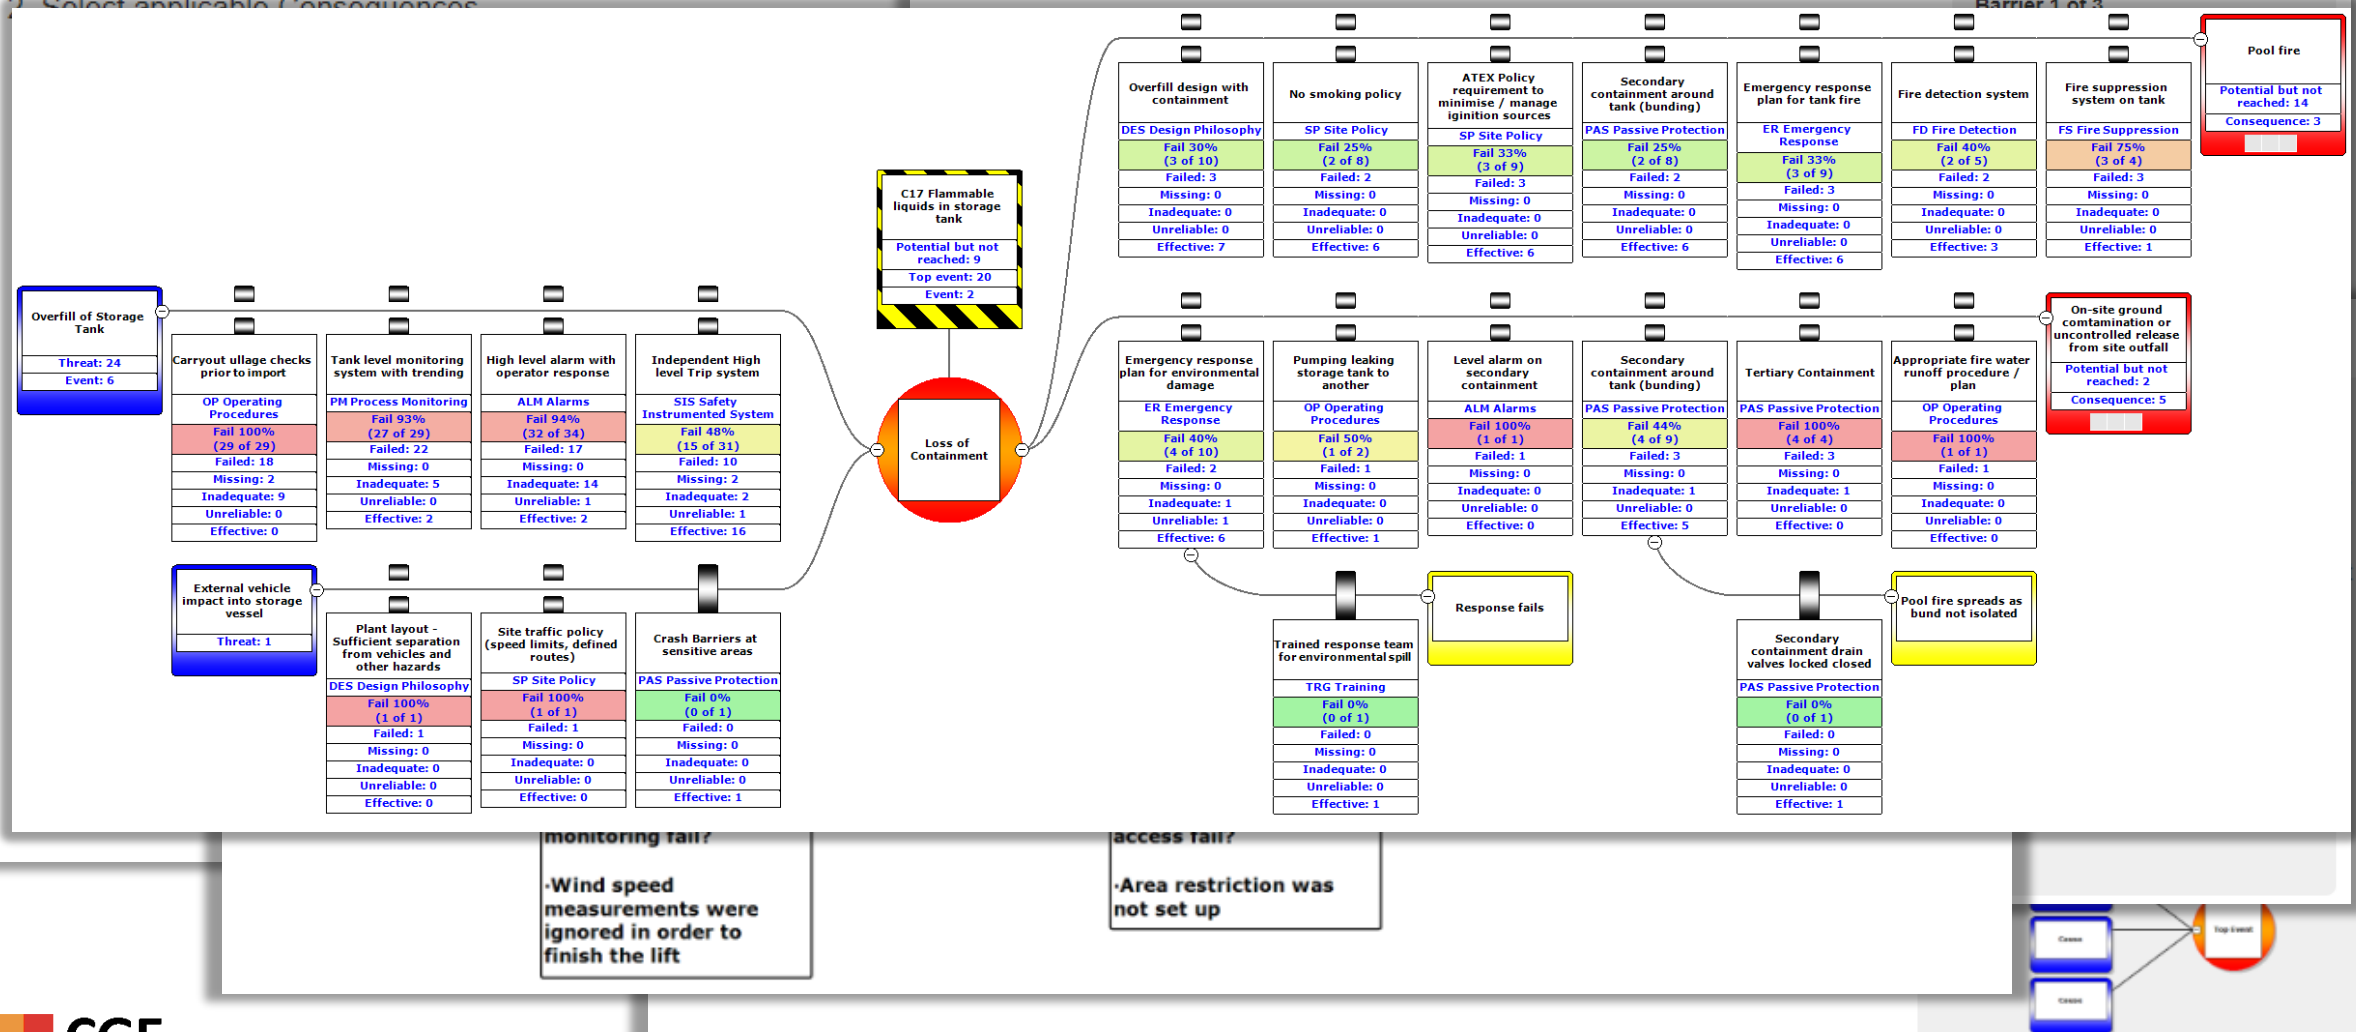 2. Select applicable Consequences
Barrier 1 of 3
Pool fire
Potential but not
reached: 14
Consequence: 3
Overfill design with
containment
DES Design Philosophy
Fail 30%
(3 of 10)
Failed: 3
Missing: 0
Inadequate: 0
Unreliable: 0
Effective: 7
No smoking policy
SP Site Policy
Fail 25%
(2 of 8)
Failed: 2
Missing: 0
Inadequate: 0
Unreliable: 0
Effective: 6
ATEX Policy
requirement to
minimise / manage
iginition sources
SP Site Policy
Fail 33%
(3 of 9)
Failed: 3
Missing: 0
Inadequate: 0
Unreliable: 0
Effective: 6
Secondary
containment around
tank (bunding)
PAS Passive Protection
Fail 25%
(2 of 8)
Failed: 2
Missing: 0
Inadequate: 0
Unreliable: 0
Effective: 6
Emergency response
plan for tank fire
ER Emergency
Response
Fail 33%
(3 of 9)
Failed: 3
Missing: 0
Inadequate: 0
Unreliable: 0
Effective: 6
Fire detection system
FD Fire Detection
Fail 40%
(2 of 5)
Failed: 2
Missing: 0
Inadequate: 0
Unreliable: 0
Effective: 3
Fire suppression
system on tank
FS Fire Suppression
Fail 75%
(3 of 4)
Failed: 3
Missing: 0
Inadequate: 0
Unreliable: 0
Effective: 1
C17 Flammable
liquids in storage
tank
Potential but not
reached: 9
Top event: 20
Event: 2
Overfill of Storage
Tank
Threat: 24
Event: 6
Carryout ullage checks
prior to import
OP Operating
Procedures
Fail 100%
(29 of 29)
Failed: 18
Missing: 2
Inadequate: 9
Unreliable: 0
Effective: 0
Tank level monitoring
system with trending
PM Process Monitoring
Fail 93%
(27 of 29)
Failed: 22
Missing: 0
Inadequate: 5
Unreliable: 0
Effective: 2
High level alarm with
operator response
ALM Alarms
Fail 94%
(32 of 34)
Failed: 17
Missing: 0
Inadequate: 14
Unreliable: 1
Effective: 2
Independent High
level Trip system
SIS Safety
Instrumented System
Fail 48%
(15 of 31)
Failed: 10
Missing: 2
Inadequate: 2
Unreliable: 1
Effective: 16
Loss of
Containment
Emergency response
plan for environmental
damage
ER Emergency
Response
Fail 40%
(4 of 10)
Failed: 2
Missing: 0
Inadequate: 1
Unreliable: 1
Effective: 6
Pumping leaking
storage tank to
another
OP Operating
Procedures
Fail 50%
(1 of 2)
Failed: 1
Missing: 0
Inadequate: 0
Unreliable: 0
Effective: 1
Level alarm on
secondary
containment
ALM Alarms
Fail 100%
(1 of 1)
Failed: 1
Missing: 0
Inadequate: 0
Unreliable: 0
Effective: 0
Secondary
containment around
tank (bunding)
PAS Passive Protection
Fail 44%
(4 of 9)
Failed: 3
Missing: 0
Inadequate: 1
Unreliable: 0
Effective: 5
Tertiary Containment
PAS Passive Protection
Fail 100%
(4 of 4)
Failed: 3
Missing: 0
Inadequate: 1
Unreliable: 0
Effective: 0
Appropriate fire water
runoff procedure /
plan
OP Operating
Procedures
Fail 100%
(1 of 1)
Failed: 1
Missing: 0
Inadequate: 0
Unreliable: 0
Effective: 0
On-site ground
comtamination or
uncontrolled release
from site outfall
Potential but not
reached: 2
Consequence: 5
External vehicle
impact into storage
vessel
Threat: 1
Plant layout -
Sufficient separation
from vehicles and
other hazards
DES Design Philosophy
Fail 100%
(1 of 1)
Failed: 1
Missing: 0
Inadequate: 0
Unreliable: 0
Effective: 0
Site traffic policy
(speed limits, defined
routes)
SP Site Policy
Fail 100%
(1 of 1)
Failed: 1
Missing: 0
Inadequate: 0
Unreliable: 0
Effective: 0
Crash Barriers at
sensitive areas
PAS Passive Protection
Fail 0%
(0 of 1)
Failed: 0
Missing: 0
Inadequate: 0
Unreliable: 0
Effective: 1
Trained response team
for environmental spill
TRG Training
Fail 0%
(0 of 1)
Failed: 0
Missing: 0
Inadequate: 0
Unreliable: 0
Effective: 1
Response fails
Secondary
containment drain
valves locked closed
PAS Passive Protection
Fail 0%
(0 of 1)
Failed: 0
Missing: 0
Inadequate: 0
Unreliable: 0
Effective: 1
Pool fire spreads as
bund not isolated
monitoring fail?
·Wind speed
measurements were
ignored in order to
finish the lift
access fail?
·Area restriction was
not set up
Cause
Top Event
Cause
CGE